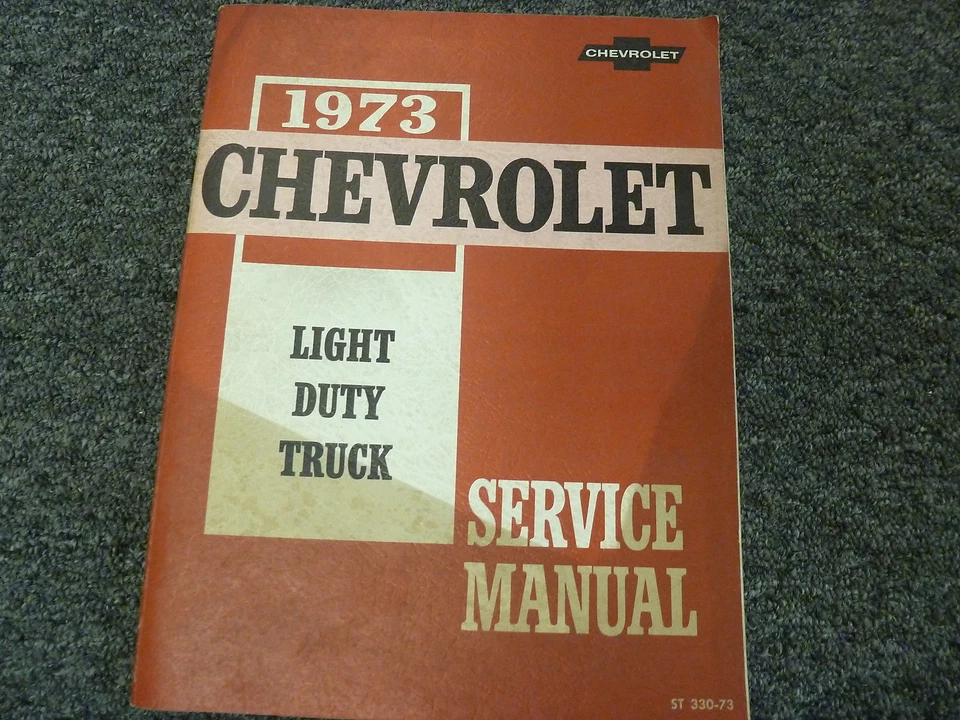 CHEVROLET
1973
CHEVROLET
LIGHT
DUTY
TRUCK
SERVICE
MANUAL
ST 330-73